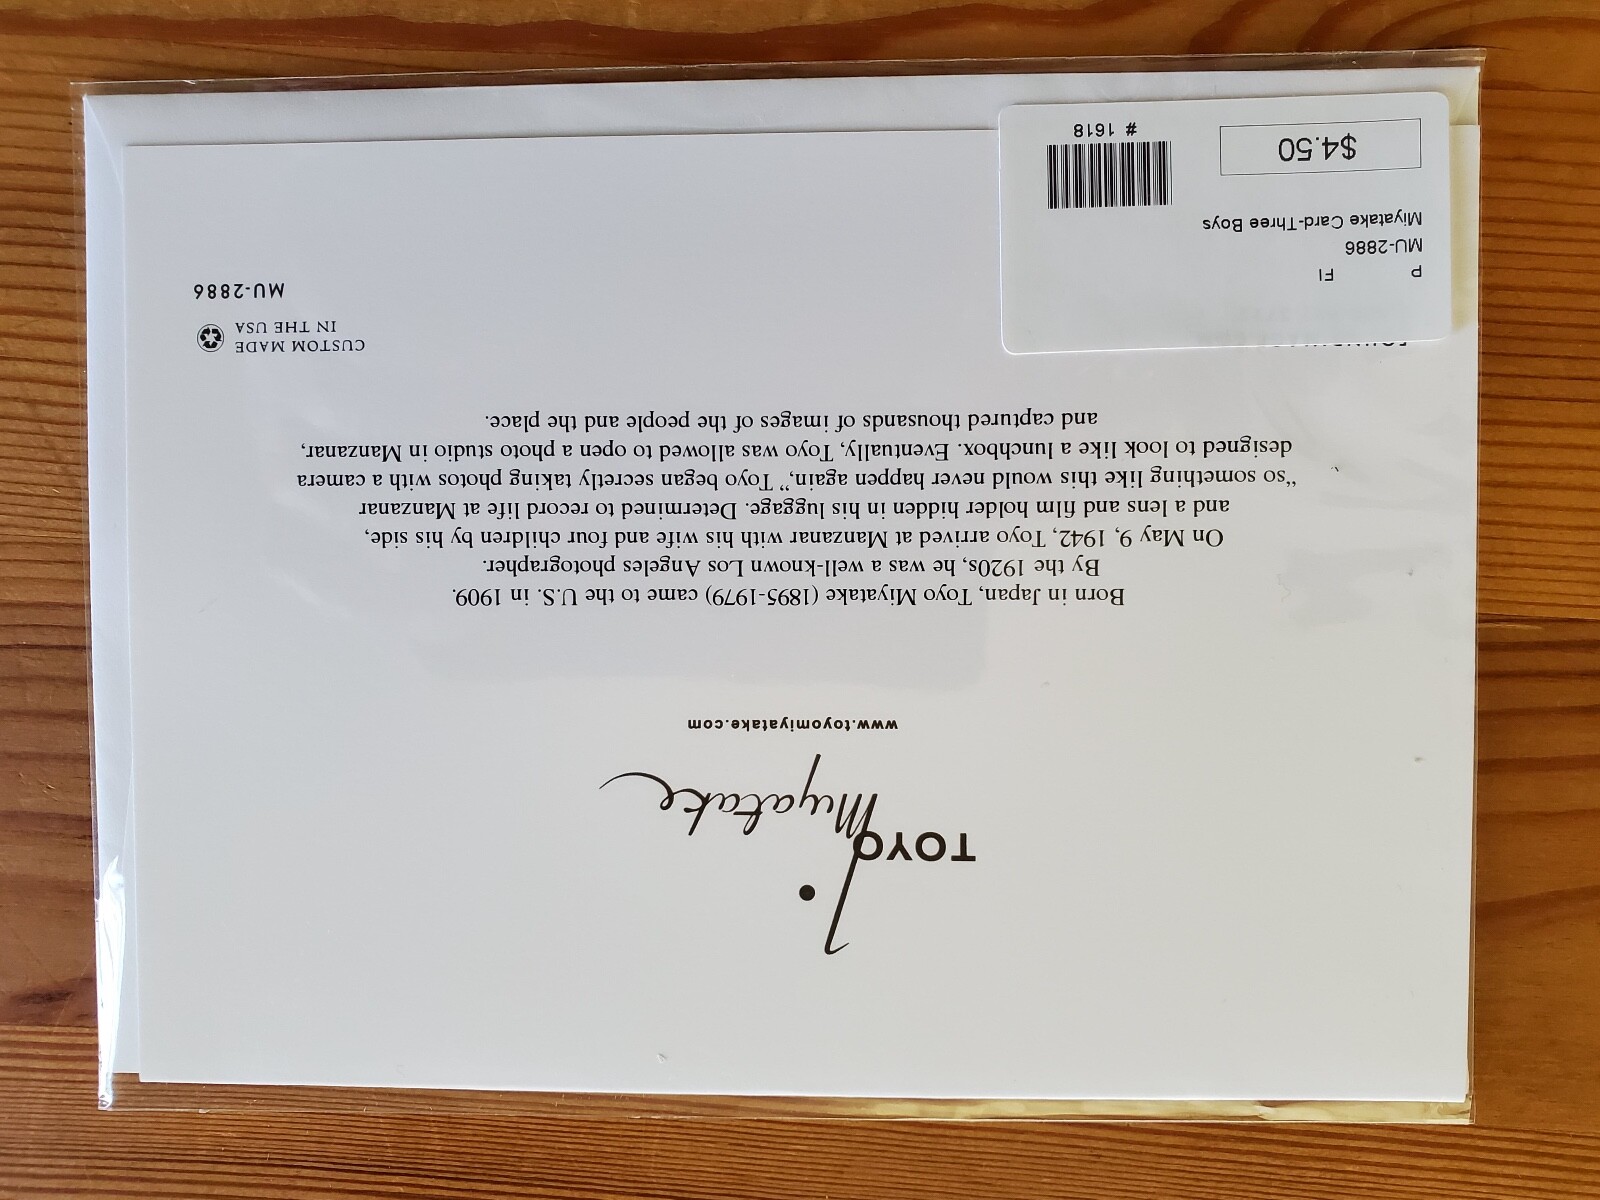 TOYO
Miyatake
www.toyomiyatake.com
Born in Japan, Toyo Miyatake (1895-1979) came to the U.S. in 1909.
By the 1920s, he was a well-known Los Angeles photographer.
On May 9, 1942, Toyo arrived at Manzanar with his wife and four children by his side,
and a lens and film holder hidden in his luggage. Determined to record life at Manzanar
“so something like this would never happen again,” Toyo began secretly taking photos with a camera
designed to look like a lunchbox. Eventually, Toyo was allowed to open a photo studio in Manzanar,
and captured thousands of images of the people and the place.
CUSTOM MADE
IN THE USA
MU-2886
P FI
MU-2886
Miyatake Card-Three Boys
$4.50
# 1618